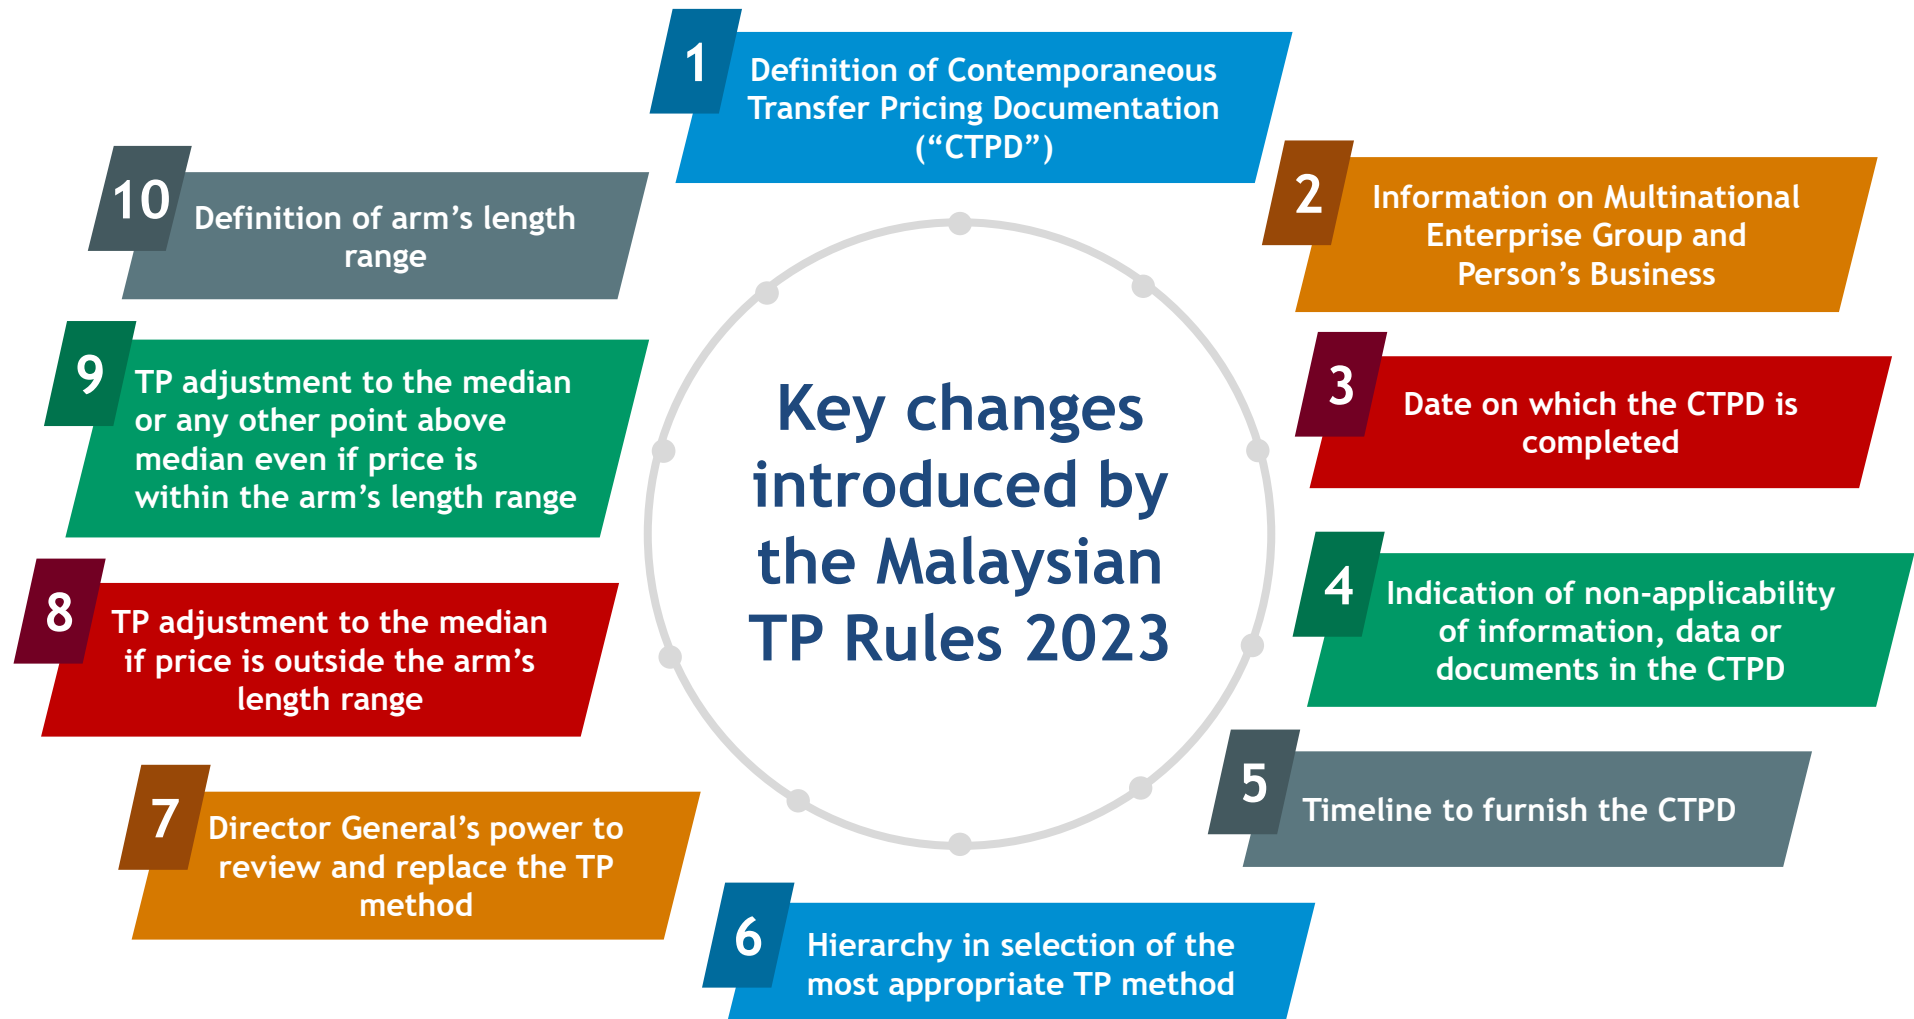 Key changes
introduced by
the Malaysian
TP Rules 2023
1
Definition of Contemporaneous
Transfer Pricing Documentation
(“CTPD”)
2
Information on Multinational
Enterprise Group and
Person’s Business
3
Date on which the CTPD is
completed
4
Indication of non-applicability
of information, data or
documents in the CTPD
5
Timeline to furnish the CTPD
6
Hierarchy in selection of the
most appropriate TP method
7
Director General’s power to
review and replace the TP
method
8
TP adjustment to the median
if price is outside the arm’s
length range
9
TP adjustment to the median
or any other point above
median even if price is
within the arm’s length range
10
Definition of arm’s length
range